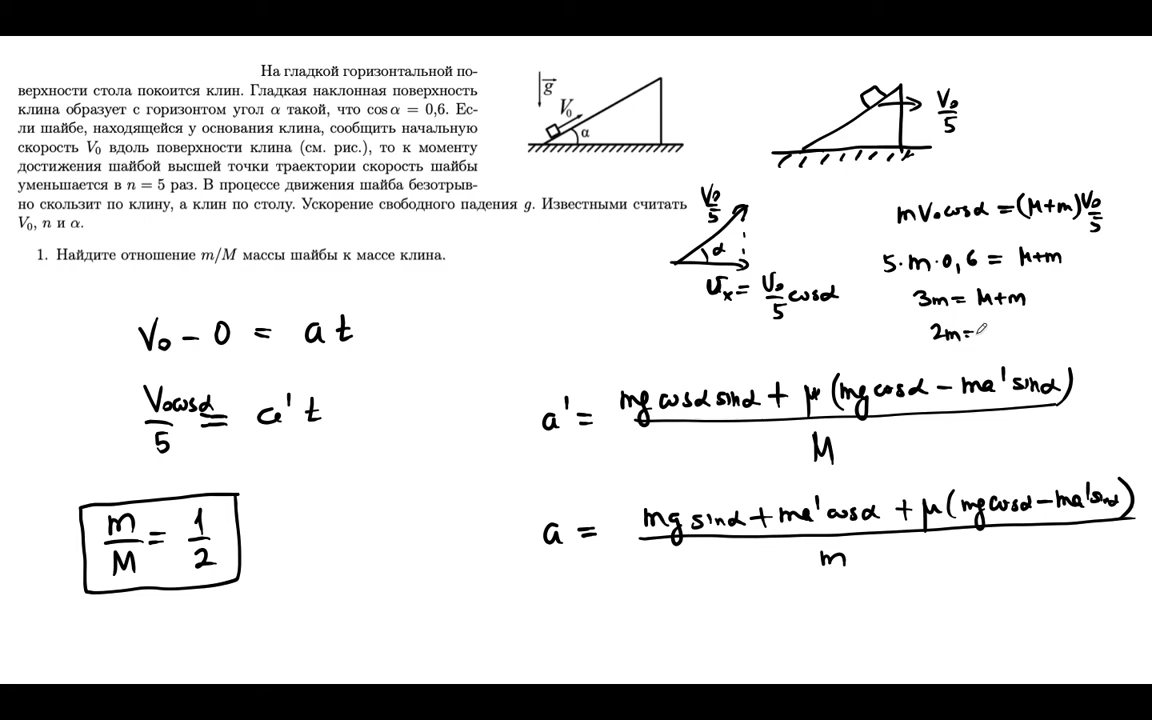 На гладкой горизонтальной по-
верхности стола покоится клин. Гладкая наклонная поверхность
клина образует с горизонтом угол α такой, что cos α = 0,6. Ес-
ли шайбе, находящейся у основания клина, сообщить начальную
скорость V₀ вдоль поверхности клина (см. рис.), то к моменту
достижения шайбой высшей точки траектории скорость шайбы
уменьшается в n = 5 раз. В процессе движения шайба безотрыв-
но скользит по клину, а клин по столу. Ускорение свободного падения g. Известными считать
V₀, n и α.
1. Найдите отношение m/M массы шайбы к массе клина.
g⃗
V₀
α
V₀/5
V₀/5
α
υₓ = V₀/5 cosα
mV₀cosα = (M+m)V₀/5
5·m·0,6 = M+m
3m = M+m
2m=
V₀ − 0 = at
V₀cosα/5 = a't
m/M = 1/2
a' = (mg cosα sinα + μ(mg cosα − ma' sinα))/M
a = (mg sinα + ma' cosα + μ(mg cosα − ma' sinα))/m